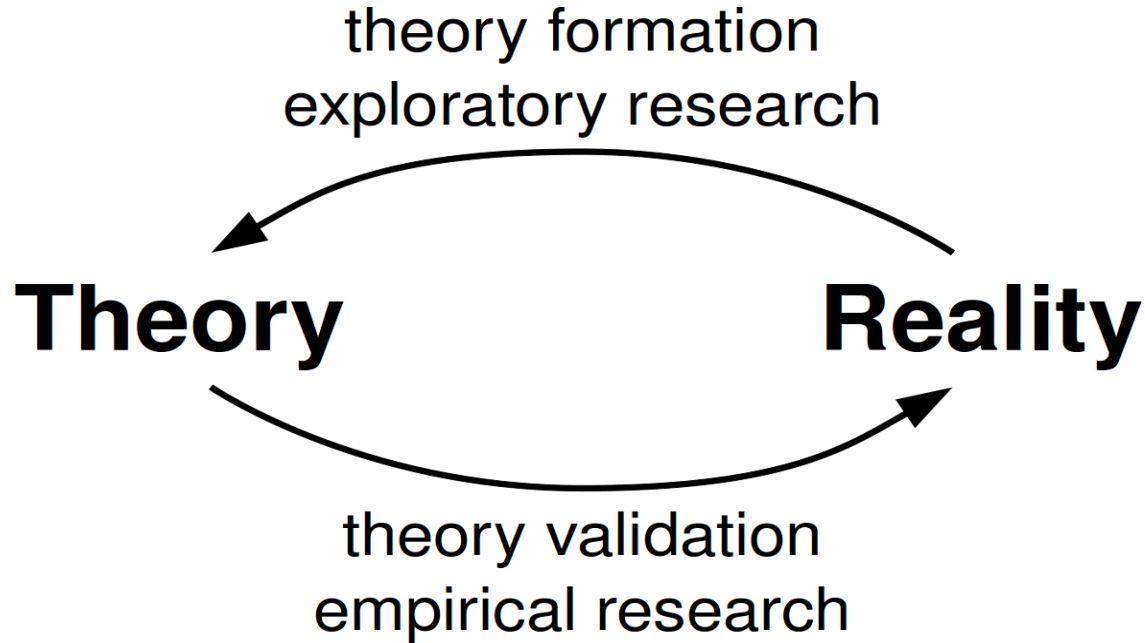 theory formation
exploratory research
Theory
Reality
theory validation
empirical research